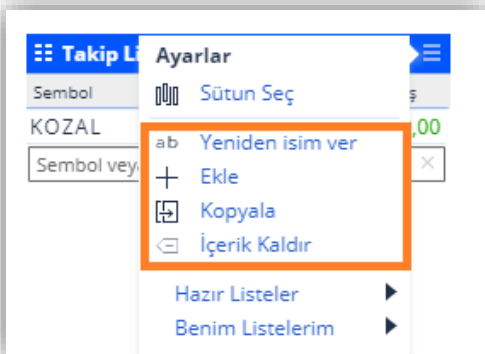 Takip Li
Ayarlar
Sembol
Sütun Seç
ş
KOZAL
,00
ab Yeniden isim ver
Sembol vey
Ekle
Kopyala
İçerik Kaldır
Hazır Listeler
Benim Listelerim